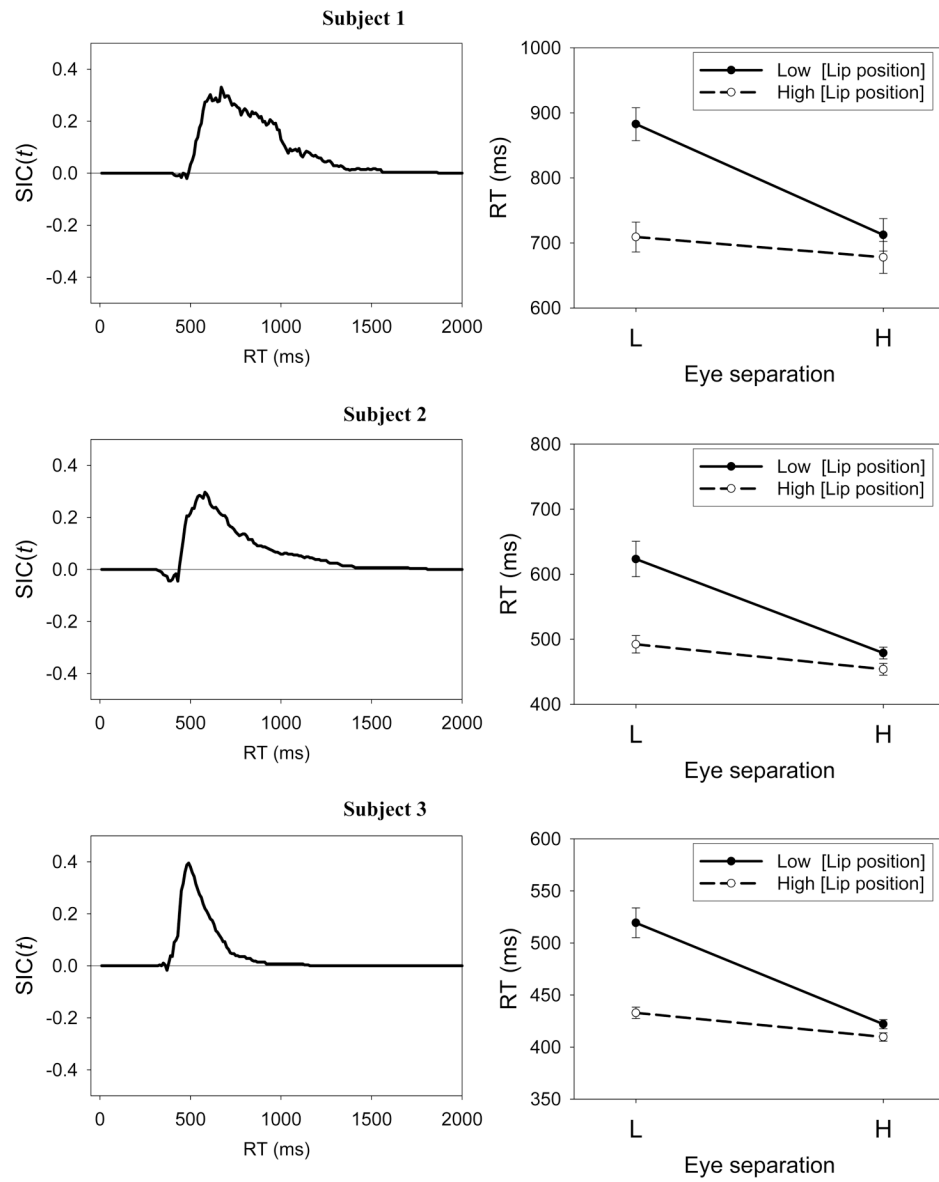 Subject 1
0.4
0.2
0.0
-0.2
-0.4
SIC(t)
0
500
1000
1500
2000
RT (ms)
1000
900
800
700
600
RT (ms)
Low [Lip position]
High [Lip position]
L
H
Eye separation
Subject 2
0.4
0.2
0.0
-0.2
-0.4
SIC(t)
0
500
1000
1500
2000
RT (ms)
800
700
600
500
400
RT (ms)
Low [Lip position]
High [Lip position]
L
H
Eye separation
Subject 3
0.4
0.2
0.0
-0.2
-0.4
SIC(t)
0
500
1000
1500
2000
RT (ms)
600
550
500
450
400
350
RT (ms)
Low [Lip position]
High [Lip position]
L
H
Eye separation